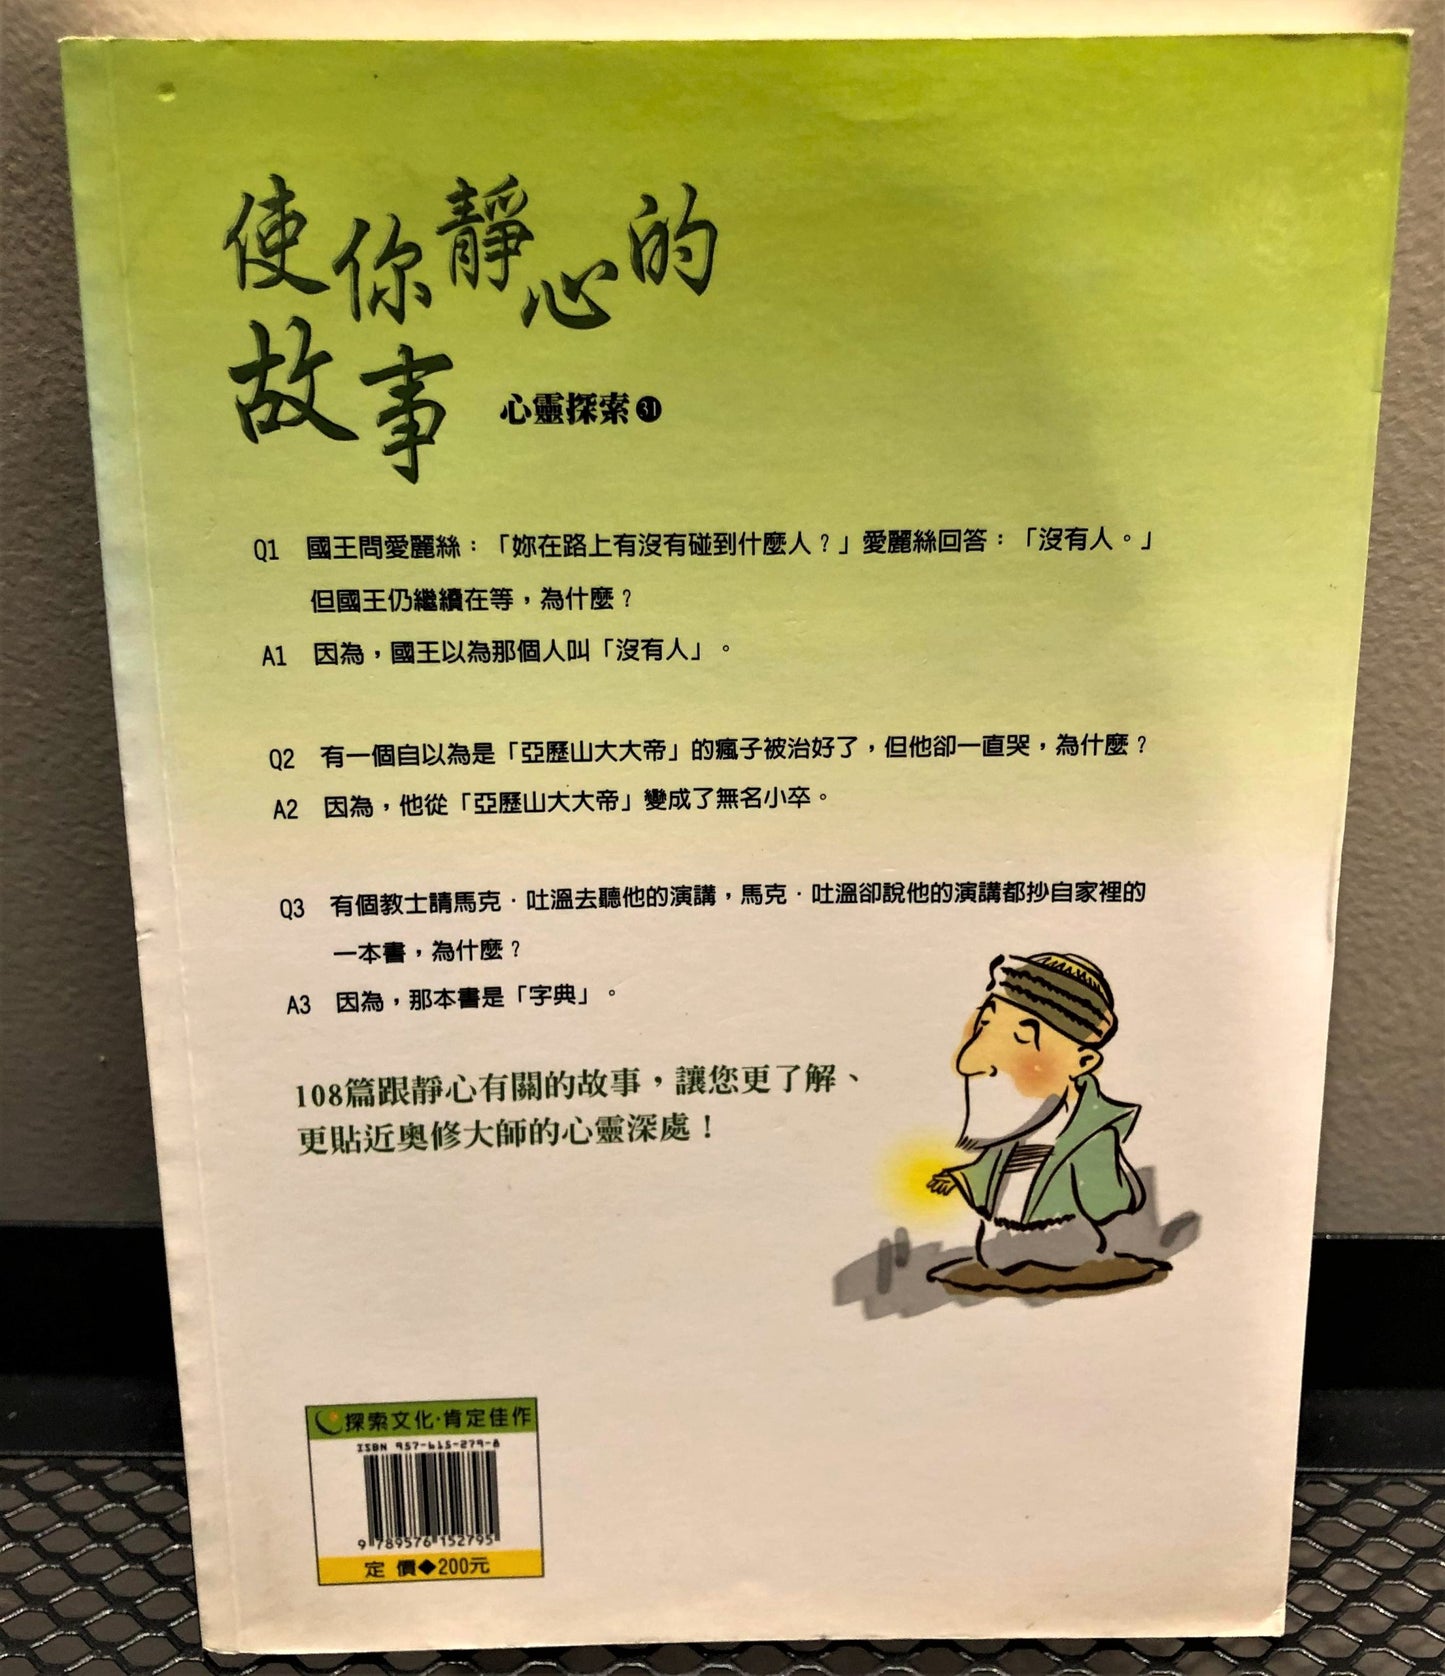 使你靜心的
故事 心靈探索31
Q1 國王問愛麗絲：「妳在路上有沒有碰到什麼人？」愛麗絲回答：「沒有人。」
但國王仍繼續在等，為什麼？
A1 因為，國王以為那個人叫「沒有人」。
Q2 有一個自以為是「亞歷山大大帝」的瘋子被治好了，但他卻一直哭，為什麼？
A2 因為，他從「亞歷山大大帝」變成了無名小卒。
Q3 有個教士請馬克．吐溫去聽他的演講，馬克．吐溫卻說他的演講都抄自家裡的
一本書，為什麼？
A3 因為，那本書是「字典」。
108篇跟靜心有關的故事，讓您更了解、
更貼近奧修大師的心靈深處！
探索文化·肯定佳作
ISBN 957-615-279-8
9 789576 152795
定 價◆200元